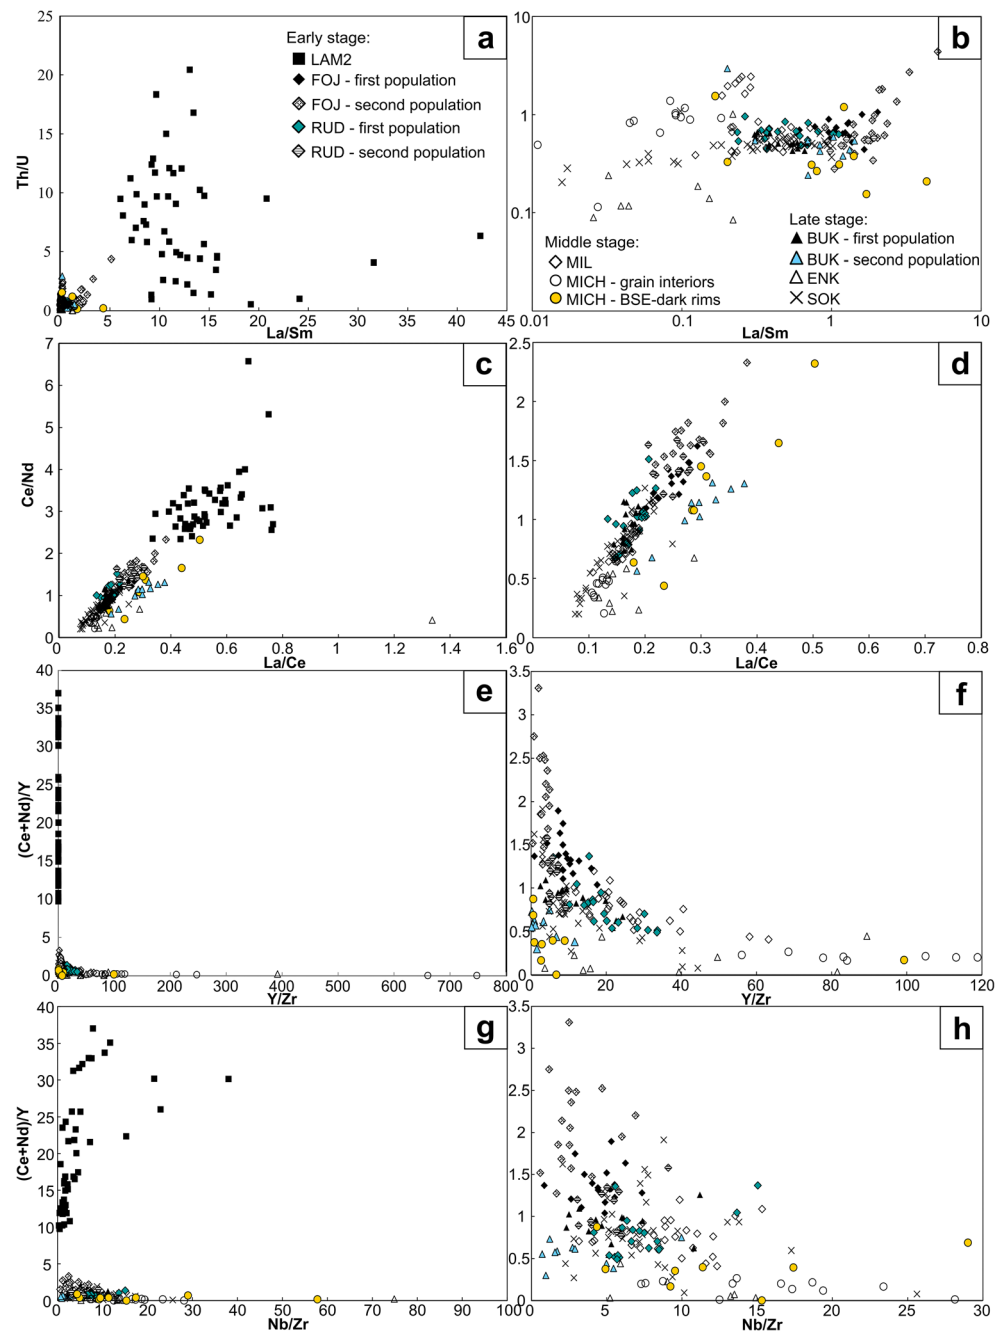 a
Early stage:
LAM2
FOJ - first population
FOJ - second population
RUD - first population
RUD - second population
Th/U
25
20
15
10
5
0
0 5 10 15 20 25 30 35 40 45
La/Sm
b
10
1
0.1
Middle stage:
MIL
MICH - grain interiors
MICH - BSE-dark rims
Late stage:
BUK - first population
BUK - second population
ENK
SOK
0.01 0.1 1 10
La/Sm
c
Ce/Nd
7
6
5
4
3
2
1
0
0.2 0.4 0.6 0.8 1 1.2 1.4 1.6
La/Ce
d
2.5
2
1.5
1
0.5
0
0 0.1 0.2 0.3 0.4 0.5 0.6 0.7 0.8
La/Ce
e
(Ce+Nd)/Y
40
35
30
25
20
15
10
5
0
0 100 200 300 400 500 600 700 800
Y/Zr
f
3.5
3
2.5
2
1.5
1
0.5
0
0 20 40 60 80 100 120
Y/Zr
g
(Ce+Nd)/Y
40
35
30
25
20
15
10
5
0
0 25 50 75 100
Nb/Zr
h
3.5
3
2.5
2
1.5
1
0.5
0
5 10 15 20 25 30
Nb/Zr